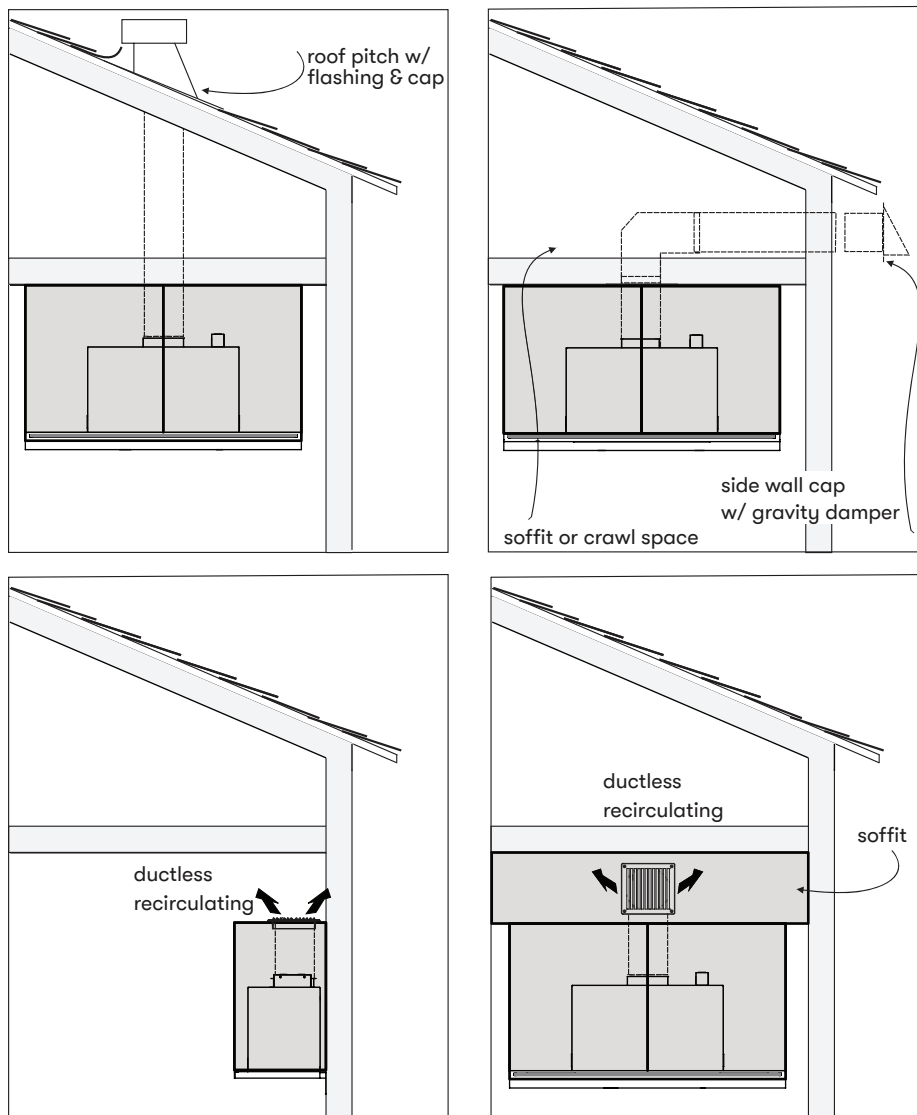 roof pitch w/
flashing & cap
side wall cap
w/ gravity damper
soffit or crawl space
ductless
recirculating
ductless
recirculating
soffit